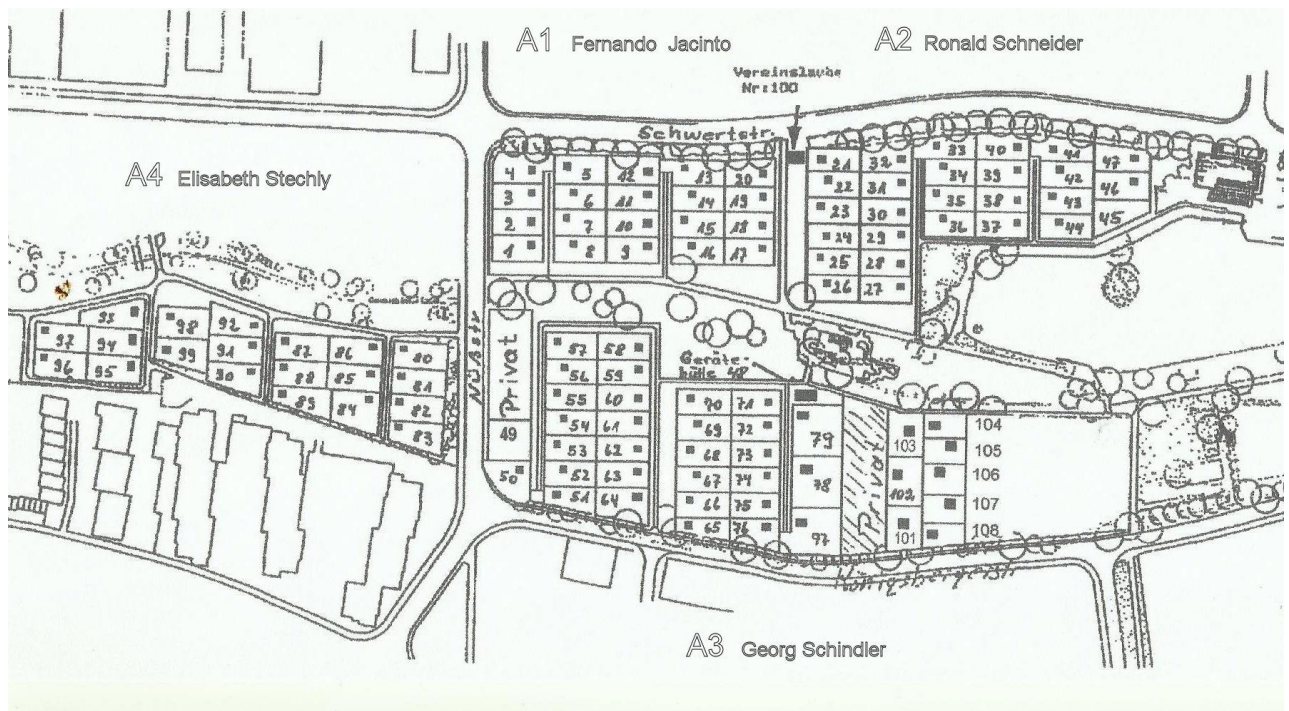 A1 Fernando Jacinto
A2 Ronald Schneider
Vereinslaube
Nr:100
Schwertstr.
A4 Elisabeth Stechly
4 5 12 13 20 21 32 33 40 41 47
3 6 11 14 19 22 31 34 39 42 46
2 7 10 15 18 23 30 35 38 43 45
1 8 9 16 17 24 29 36 37 44
25 28
26 27
93 98 92 87 86 80
97 94 99 91 88 85 81
96 95 90 89 84 82
83
Privat
49
50
57 58
56 59
55 60
54 61
53 62
52 63
51 64
Geräte-
hütte 48
70 71
69 72
68 73
67 74
66 75
65 76
79
78
Privat
103
102
101
104
105
106
107
108
Königsbergerstr
A3 Georg Schindler